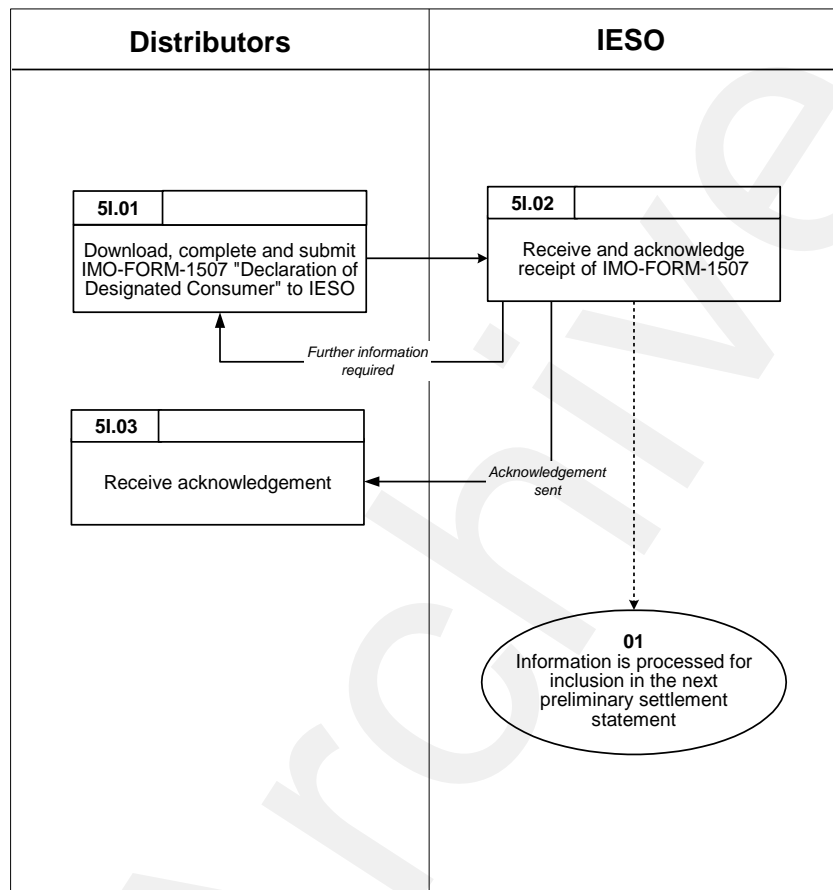 Distributors
IESO
5I.01
Download, complete and submit
IMO-FORM-1507 "Declaration of
Designated Consumer" to IESO
5I.02
Receive and acknowledge
receipt of IMO-FORM-1507
Further information
required
5I.03
Receive acknowledgement
Acknowledgement
sent
01
Information is processed for
inclusion in the next
preliminary settlement
statement